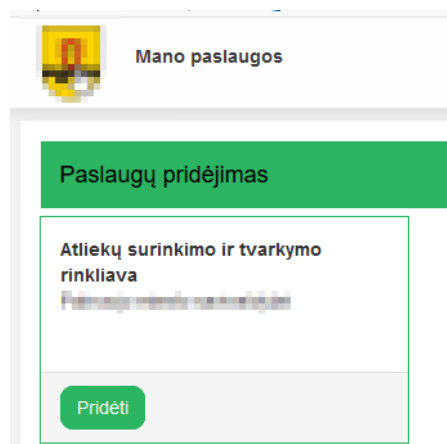 Mano paslaugos
Paslaugų pridėjimas
Atliekų surinkimo ir tvarkymo
rinkliava
Pridėti